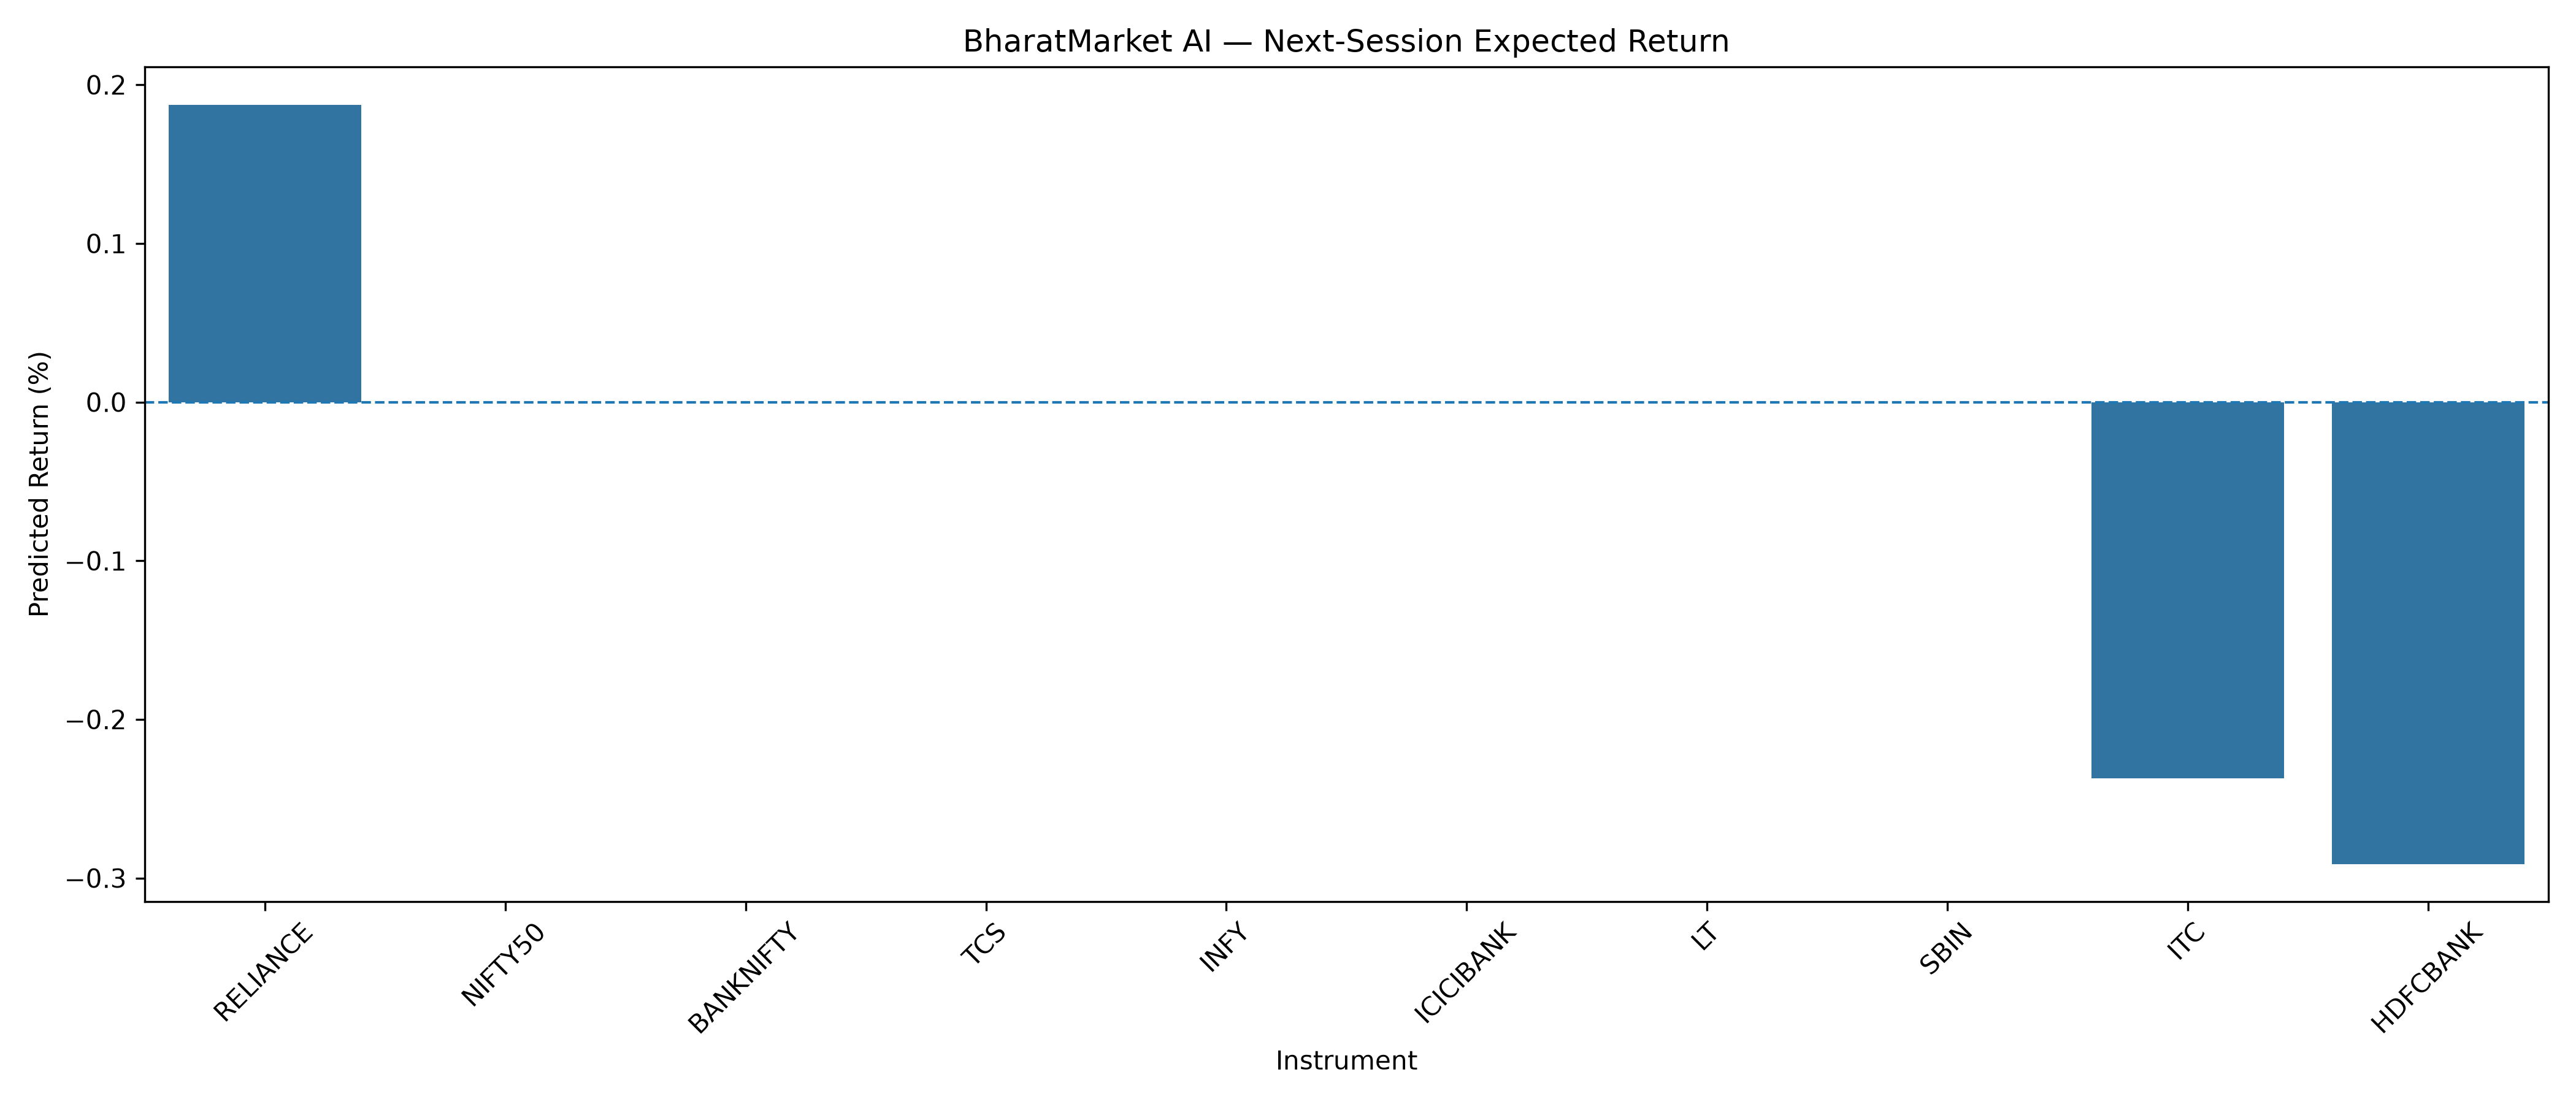 BharatMarket AI — Next-Session Expected Return
Predicted Return (%)
0.2
0.1
0.0
−0.1
−0.2
−0.3
RELIANCE
NIFTY50
BANKNIFTY
TCS
INFY
ICICIBANK
LT
SBIN
ITC
HDFCBANK
Instrument